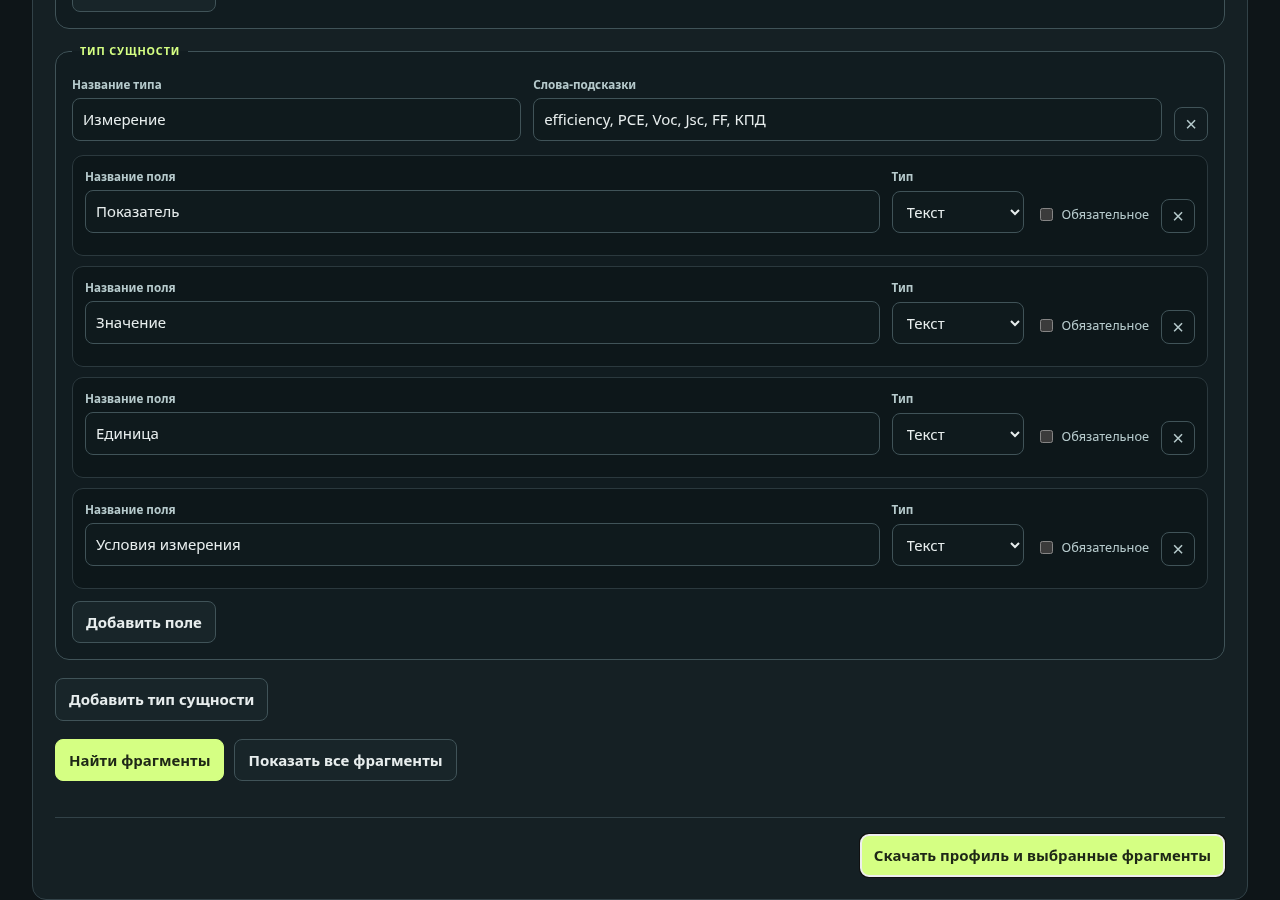 ТИП СУЩНОСТИ
Название типа Слова-подсказки
Измерение efficiency, PCE, Voc, Jsc, FF, КПД ×
Название поля Тип
Показатель Текст Обязательное ×
Название поля Тип
Значение Текст Обязательное ×
Название поля Тип
Единица Текст Обязательное ×
Название поля Тип
Условия измерения Текст Обязательное ×
Добавить поле
Добавить тип сущности
Найти фрагменты Показать все фрагменты
Скачать профиль и выбранные фрагменты